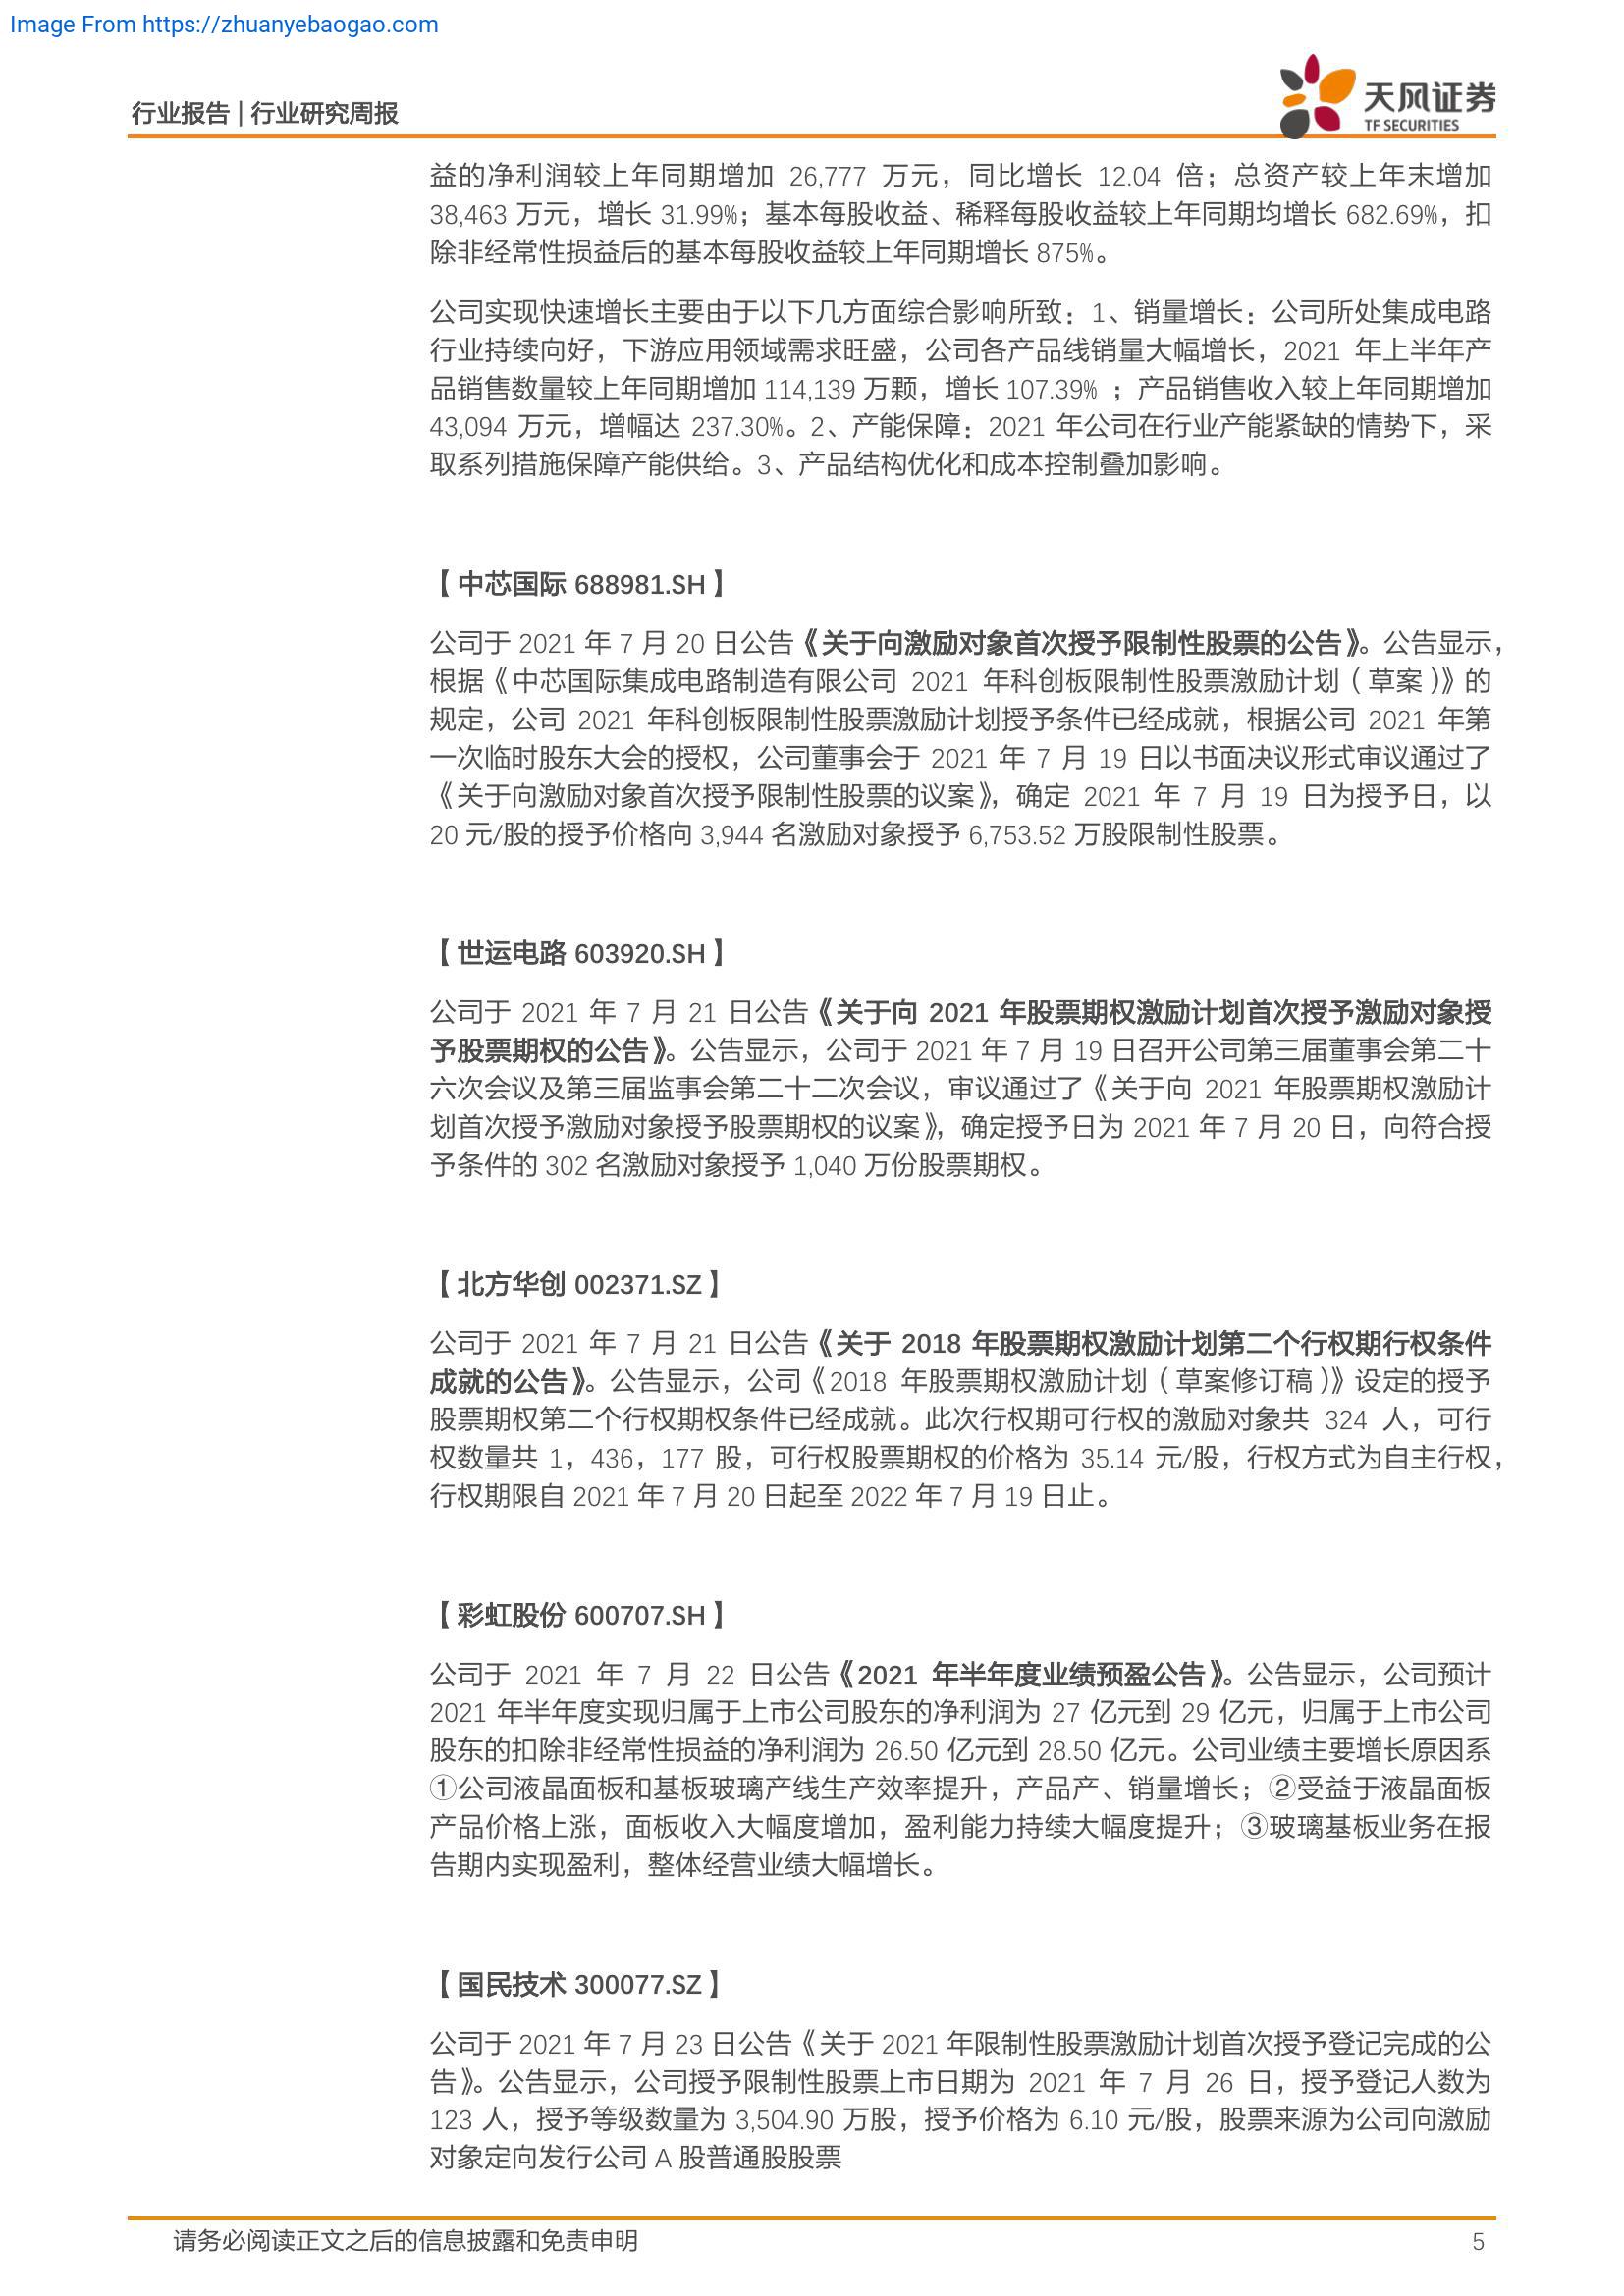 Image From https://zhuanyebaogao.com
行业报告 | 行业研究周报
天风证券
TF SECURITIES
益的净利润较上年同期增加 26,777 万元，同比增长 12.04 倍；总资产较上年末增加
38,463 万元，增长 31.99%；基本每股收益、稀释每股收益较上年同期均增长 682.69%，扣
除非经常性损益后的基本每股收益较上年同期增长 875%。
公司实现快速增长主要由于以下几方面综合影响所致：1、销量增长：公司所处集成电路
行业持续向好，下游应用领域需求旺盛，公司各产品线销量大幅增长，2021 年上半年产
品销售数量较上年同期增加 114,139 万颗，增长 107.39% ；产品销售收入较上年同期增加
43,094 万元，增幅达 237.30%。2、产能保障：2021 年公司在行业产能紧缺的情势下，采
取系列措施保障产能供给。3、产品结构优化和成本控制叠加影响。
【中芯国际 688981.SH】
公司于 2021 年 7 月 20 日公告《关于向激励对象首次授予限制性股票的公告》。公告显示，
根据《中芯国际集成电路制造有限公司 2021 年科创板限制性股票激励计划（草案）》的
规定，公司 2021 年科创板限制性股票激励计划授予条件已经成就，根据公司 2021 年第
一次临时股东大会的授权，公司董事会于 2021 年 7 月 19 日以书面决议形式审议通过了
《关于向激励对象首次授予限制性股票的议案》，确定 2021 年 7 月 19 日为授予日，以
20 元/股的授予价格向 3,944 名激励对象授予 6,753.52 万股限制性股票。
【世运电路 603920.SH】
公司于 2021 年 7 月 21 日公告《关于向 2021 年股票期权激励计划首次授予激励对象授
予股票期权的公告》。公告显示，公司于 2021 年 7 月 19 日召开公司第三届董事会第二十
六次会议及第三届监事会第二十二次会议，审议通过了《关于向 2021 年股票期权激励计
划首次授予激励对象授予股票期权的议案》，确定授予日为 2021 年 7 月 20 日，向符合授
予条件的 302 名激励对象授予 1,040 万份股票期权。
【北方华创 002371.SZ】
公司于 2021 年 7 月 21 日公告《关于 2018 年股票期权激励计划第二个行权期行权条件
成就的公告》。公告显示，公司《2018 年股票期权激励计划（草案修订稿）》设定的授予
股票期权第二个行权期权条件已经成就。此次行权期可行权的激励对象共 324 人，可行
权数量共 1，436，177 股，可行权股票期权的价格为 35.14 元/股，行权方式为自主行权，
行权期限自 2021 年 7 月 20 日起至 2022 年 7 月 19 日止。
【彩虹股份 600707.SH】
公司于 2021 年 7 月 22 日公告《2021 年半年度业绩预盈公告》。公告显示，公司预计
2021 年半年度实现归属于上市公司股东的净利润为 27 亿元到 29 亿元，归属于上市公司
股东的扣除非经常性损益的净利润为 26.50 亿元到 28.50 亿元。公司业绩主要增长原因系
①公司液晶面板和基板玻璃产线生产效率提升，产品产、销量增长；②受益于液晶面板
产品价格上涨，面板收入大幅度增加，盈利能力持续大幅度提升；③玻璃基板业务在报
告期内实现盈利，整体经营业绩大幅增长。
【国民技术 300077.SZ】
公司于 2021 年 7 月 23 日公告《关于 2021 年限制性股票激励计划首次授予登记完成的公
告》。公告显示，公司授予限制性股票上市日期为 2021 年 7 月 26 日，授予登记人数为
123 人，授予等级数量为 3,504.90 万股，授予价格为 6.10 元/股，股票来源为公司向激励
对象定向发行公司 A 股普通股股票
请务必阅读正文之后的信息披露和免责申明
5